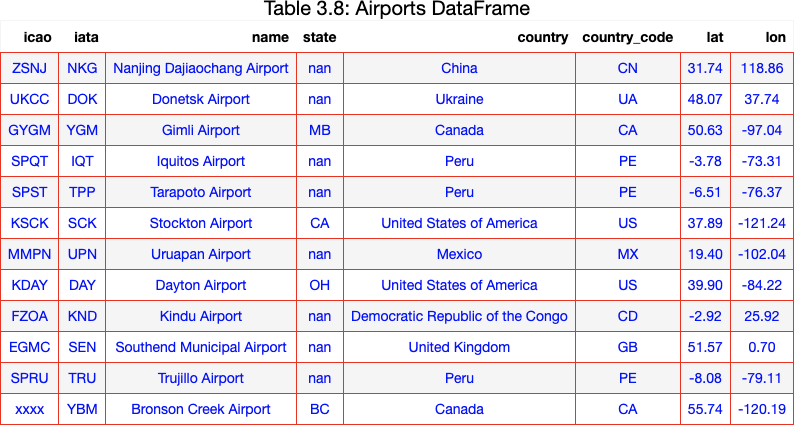 Table 3.8: Airports DataFrame
icao iata name state country country_code lat lon
ZSNJ NKG Nanjing Dajiaochang Airport nan China CN 31.74 118.86
UKCC DOK Donetsk Airport nan Ukraine UA 48.07 37.74
GYGM YGM Gimli Airport MB Canada CA 50.63 -97.04
SPQT IQT Iquitos Airport nan Peru PE -3.78 -73.31
SPST TPP Tarapoto Airport nan Peru PE -6.51 -76.37
KSCK SCK Stockton Airport CA United States of America US 37.89 -121.24
MMPN UPN Uruapan Airport nan Mexico MX 19.40 -102.04
KDAY DAY Dayton Airport OH United States of America US 39.90 -84.22
FZOA KND Kindu Airport nan Democratic Republic of the Congo CD -2.92 25.92
EGMC SEN Southend Municipal Airport nan United Kingdom GB 51.57 0.70
SPRU TRU Trujillo Airport nan Peru PE -8.08 -79.11
xxxx YBM Bronson Creek Airport BC Canada CA 55.74 -120.19